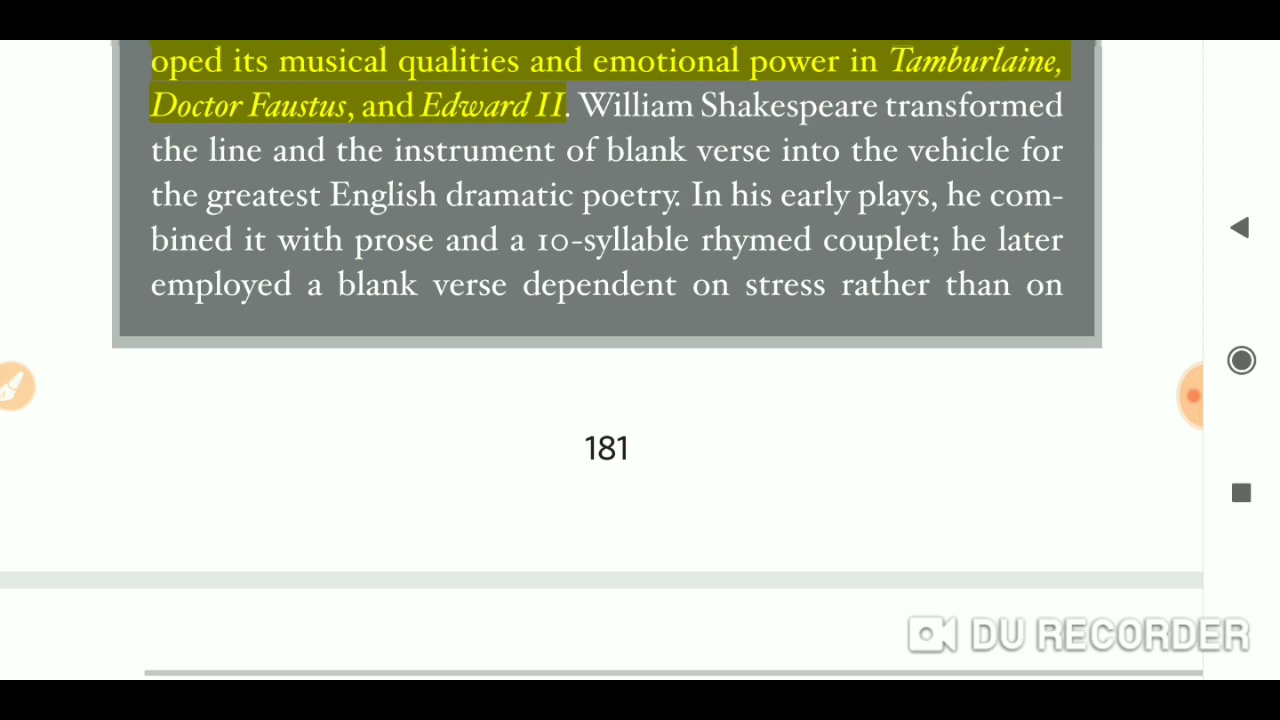 oped its musical qualities and emotional power in Tamburlaine,
Doctor Faustus, and Edward II. William Shakespeare transformed
the line and the instrument of blank verse into the vehicle for
the greatest English dramatic poetry. In his early plays, he com-
bined it with prose and a 10-syllable rhymed couplet; he later
employed a blank verse dependent on stress rather than on
181
DU RECORDER